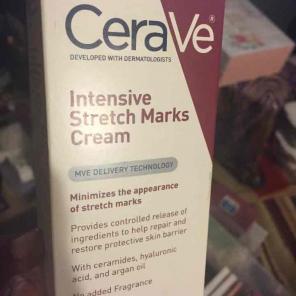 CeraVe
DEVELOPED WITH DERMATOLOGISTS
Intensive
Stretch Marks
Cream
MVE DELIVERY TECHNOLOGY
Minimizes the appearance
of stretch marks
Provides controlled release of
ingredients to help repair and
restore protective skin barrier
With ceramides, hyaluronic
acid, and argan oil
No added Fragrance